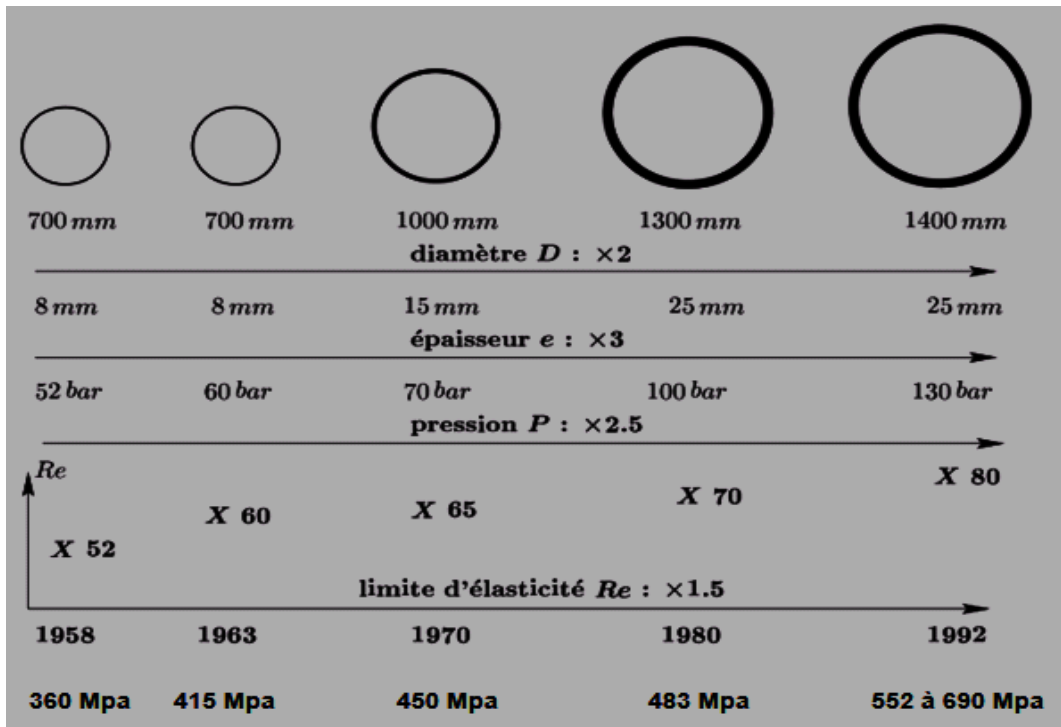 700 mm 700 mm 1000 mm 1300 mm 1400 mm
diamètre D : ×2
8 mm 8 mm 15 mm 25 mm 25 mm
épaisseur e : ×3
52 bar 60 bar 70 bar 100 bar 130 bar
pression P : ×2.5
Re
X 80
X 70
X 65
X 60
X 52
limite d'élasticité Re : ×1.5
1958 1963 1970 1980 1992
360 Mpa 415 Mpa 450 Mpa 483 Mpa 552 à 690 Mpa